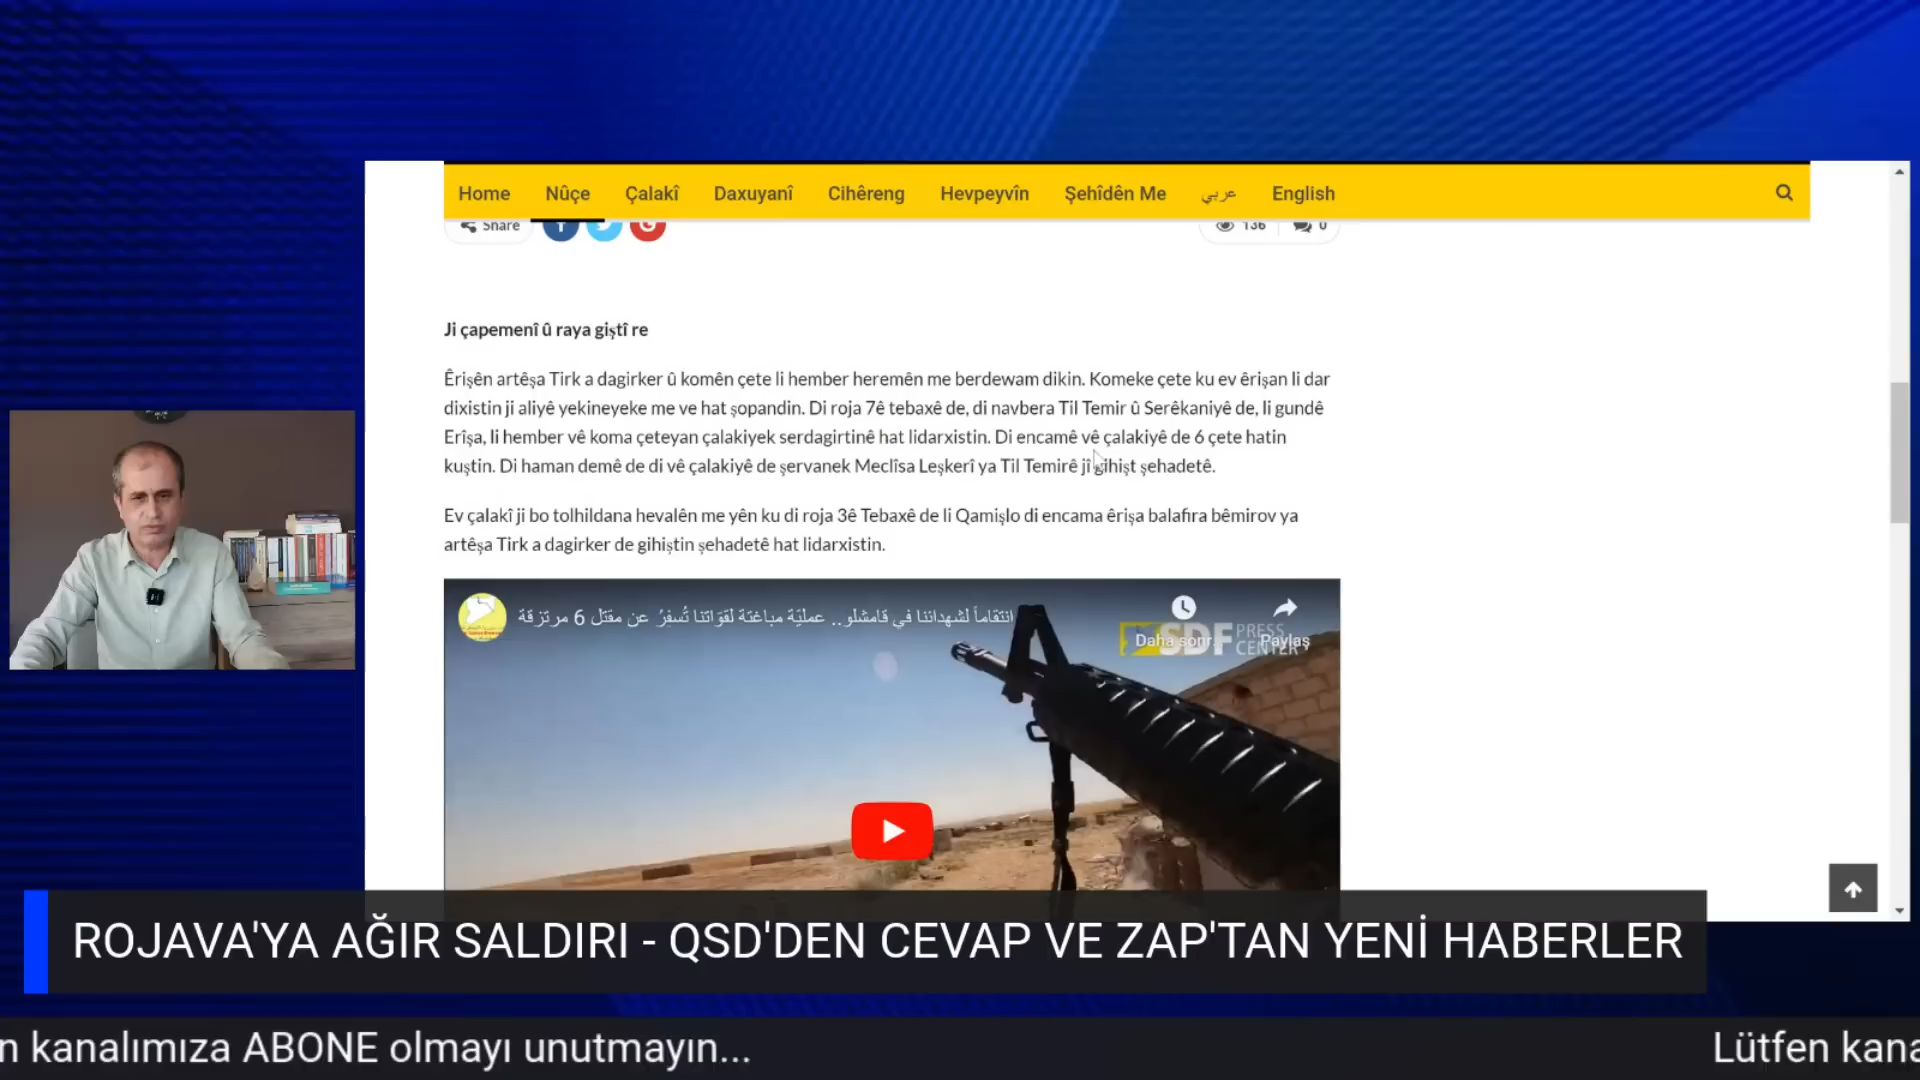 Home Nûçe Çalakî Daxuyanî Cihêreng Hevpeyvîn Şehîdên Me عربي English
Share 136 0
Ji çapemenî û raya giştî re
Êrişên artêşa Tirk a dagirker û komên çete li hember heremên me berdewam dikin. Komeke çete ku ev êrişan li dar
dixistin ji aliyê yekineyeke me ve hat şopandin. Di roja 7ê tebaxê de, di navbera Til Temir û Serêkaniyê de, li gundê
Erîşa, li hember vê koma çeteyan çalakiyek serdagirtinê hat lidarxistin. Di encamê vê çalakiyê de 6 çete hatin
kuştin. Di haman demê de di vê çalakiyê de şervanek Meclîsa Leşkerî ya Til Temirê jî gihişt şehadetê.
Ev çalakî ji bo tolhildana hevalên me yên ku di roja 3ê Tebaxê de li Qamişlo di encama êrişa balafira bêmirov ya
artêşa Tirk a dagirker de gihiştin şehadetê hat lidarxistin.
انتقاماً لشهدائنا في قامشلو.. عمليّة مباغتة لقوّاتنا تُسفرُ عن مقتل 6 مرتزقة
SDF PRESS CENTER
Daha sonr... Paylaş
ROJAVA'YA AĞIR SALDIRI - QSD'DEN CEVAP VE ZAP'TAN YENİ HABERLER
n kanalımıza ABONE olmayı unutmayın... Lütfen kana